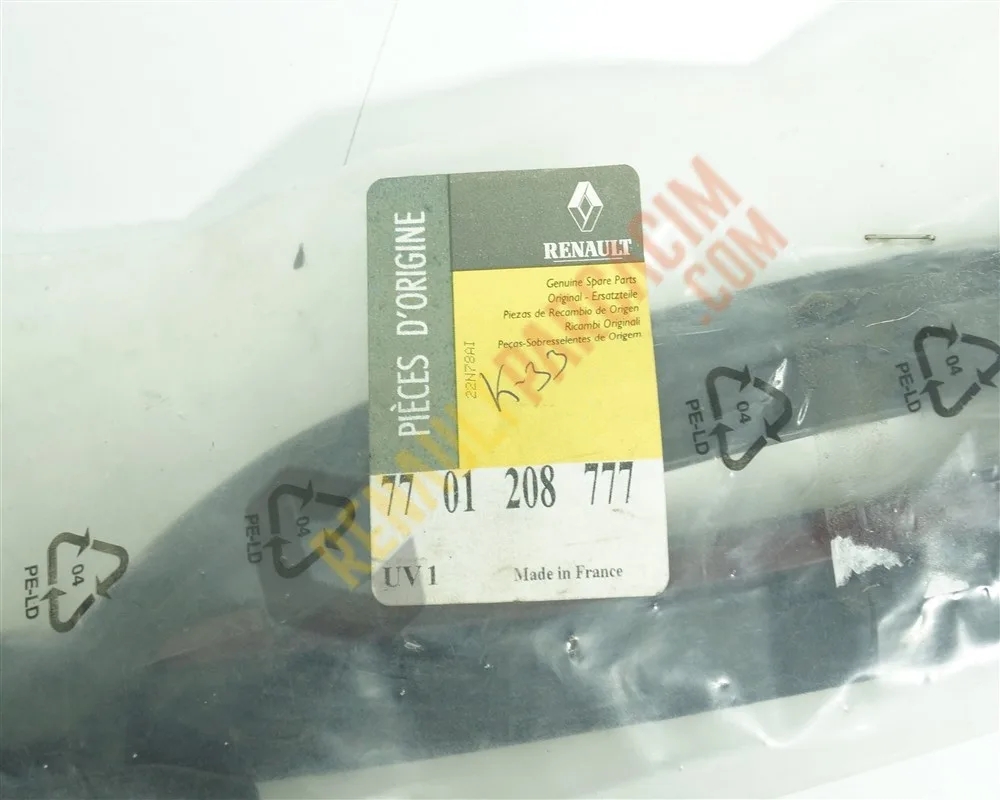 RENAULT
PIÈCES D'ORIGINE
Genuine Spare Parts
Original - Ersatzteile
Piezas de Recambio de Origen
Ricambi Originali
Peças-Sobresselentes de Origem
22N78AI
K-33
77 01 208 777
UV1 Made in France
04
PE-LD
04
PE-LD
04
PE-LD
04
PE-LD
.COM